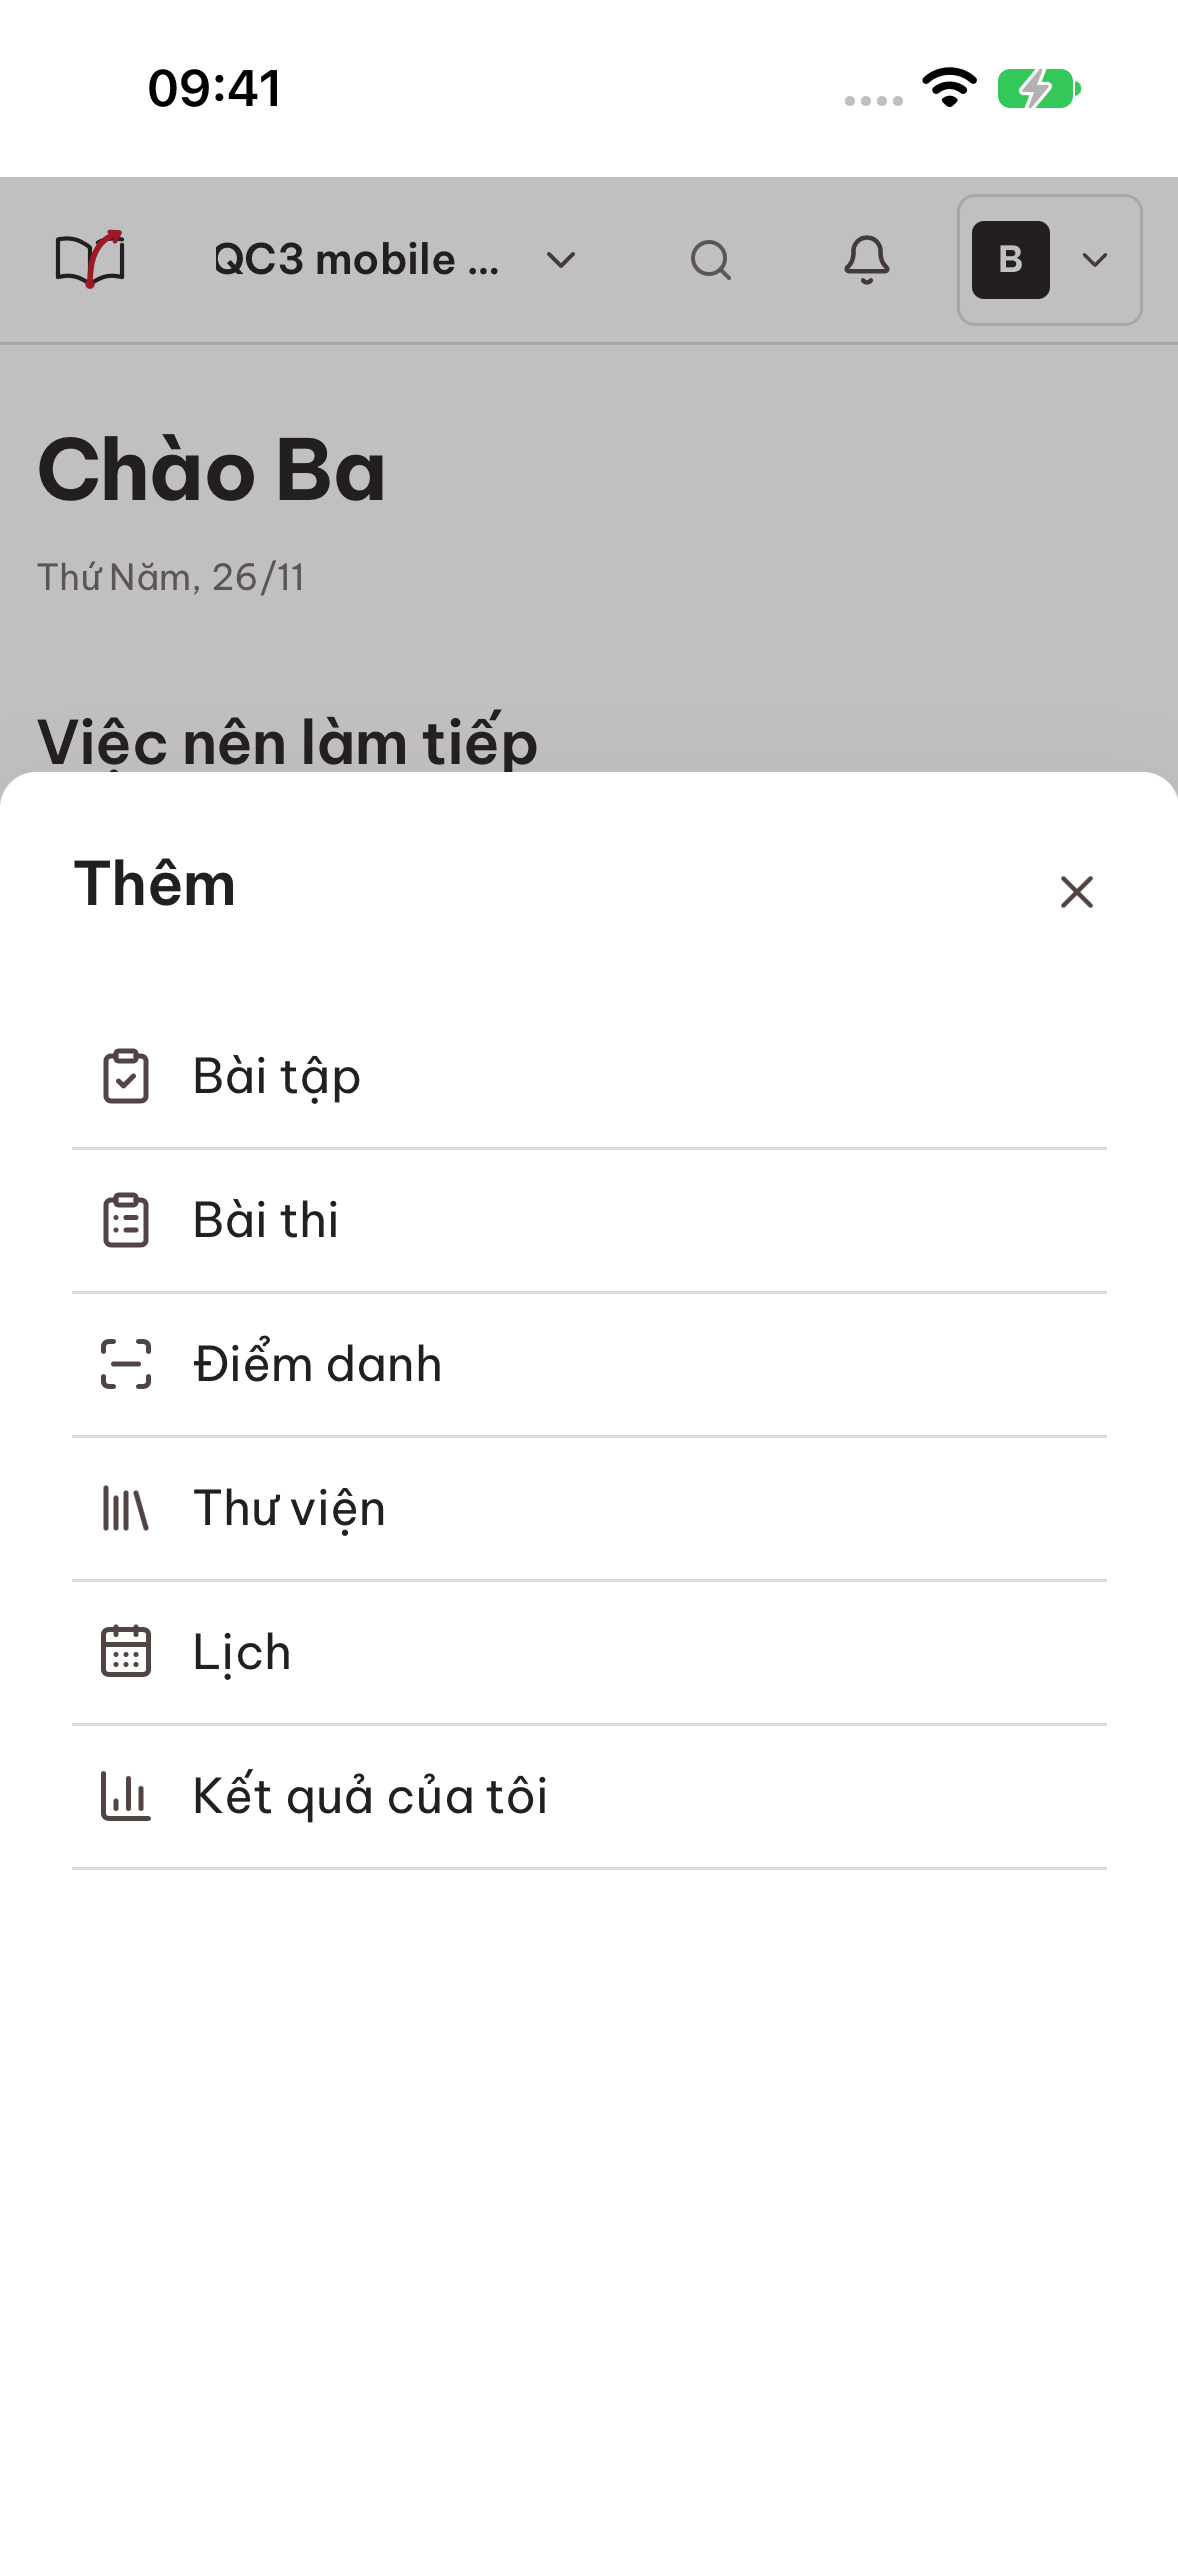 09:41
QC3 mobile ...
B
Chào Ba
Thứ Năm, 26/11
Việc nên làm tiếp
Thêm
Bài tập
Bài thi
Điểm danh
Thư viện
Lịch
Kết quả của tôi